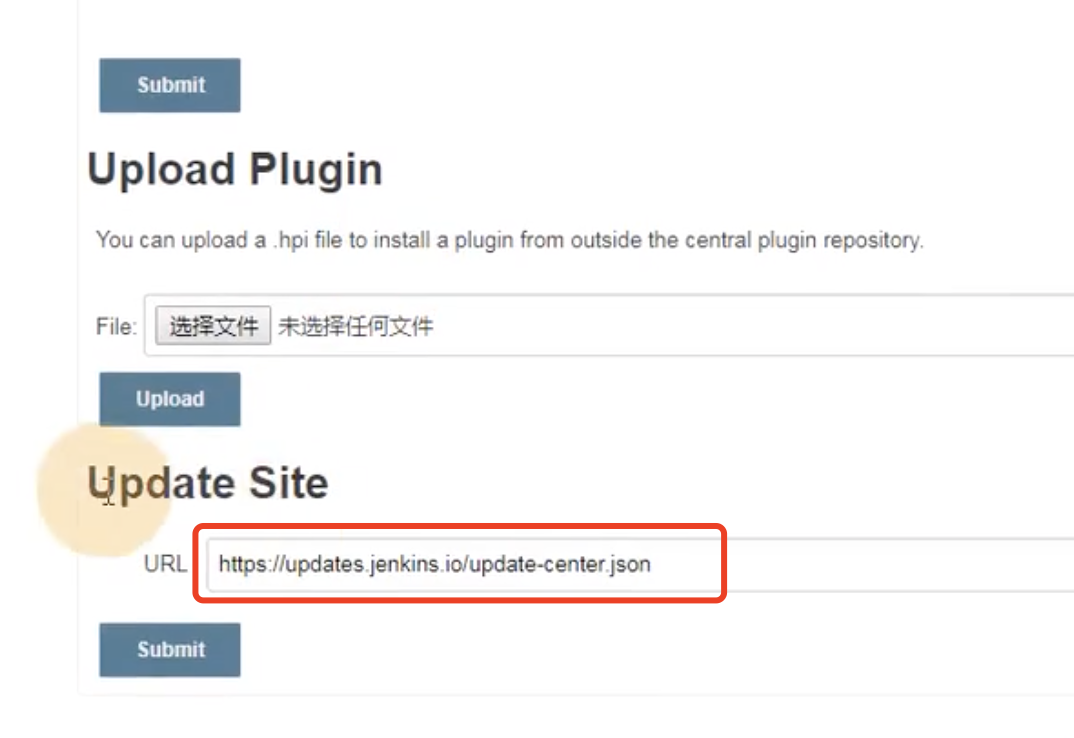 Submit
Upload Plugin
You can upload a .hpi file to install a plugin from outside the central plugin repository.
File: 选择文件 未选择任何文件
Upload
Update Site
URL https://updates.jenkins.io/update-center.json
Submit